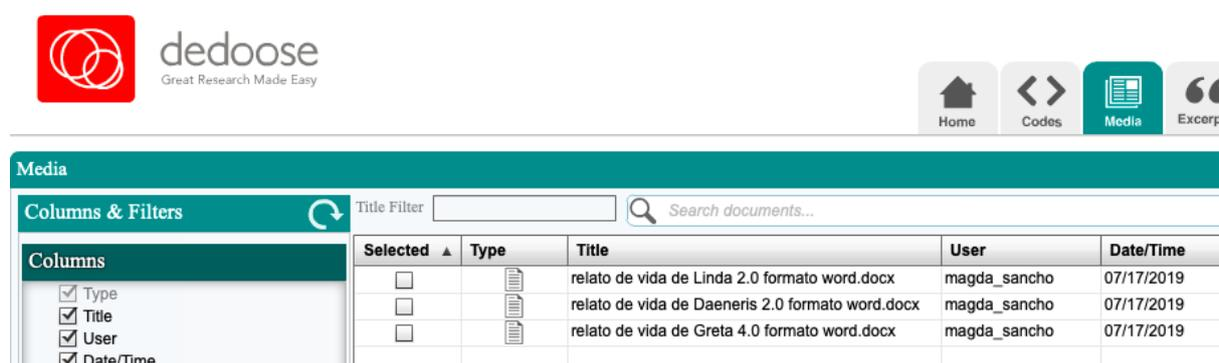 dedoose
Great Research Made Easy
Home
Codes
Media
Media
Columns & Filters
Title Filter
Search documents...
Columns
Selected ▲ Type Title User Date/Time
relato de vida de Linda 2.0 formato word.docx magda_sancho 07/17/2019
relato de vida de Daeneris 2.0 formato word.docx magda_sancho 07/17/2019
relato de vida de Greta 4.0 formato word.docx magda_sancho 07/17/2019
Type
Title
User
Date/Time